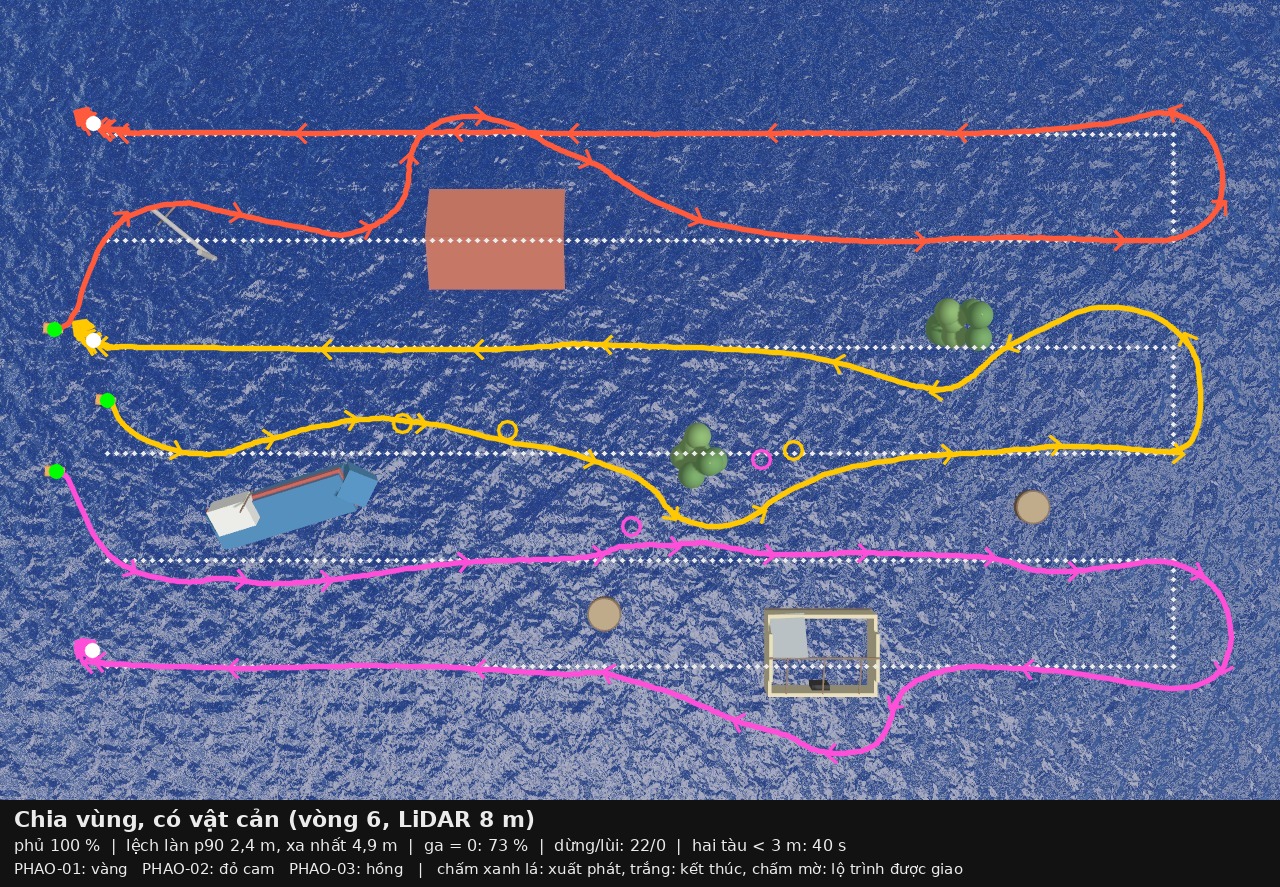 Chia vùng, có vật cản (vòng 6, LiDAR 8 m)
phủ 100 % | lệch làn p90 2,4 m, xa nhất 4,9 m | ga = 0: 73 % | dừng/lùi: 22/0 | hai tàu < 3 m: 40 s
PHAO-01: vàng PHAO-02: đỏ cam PHAO-03: hồng | chấm xanh lá: xuất phát, trắng: kết thúc, chấm mờ: lộ trình được giao